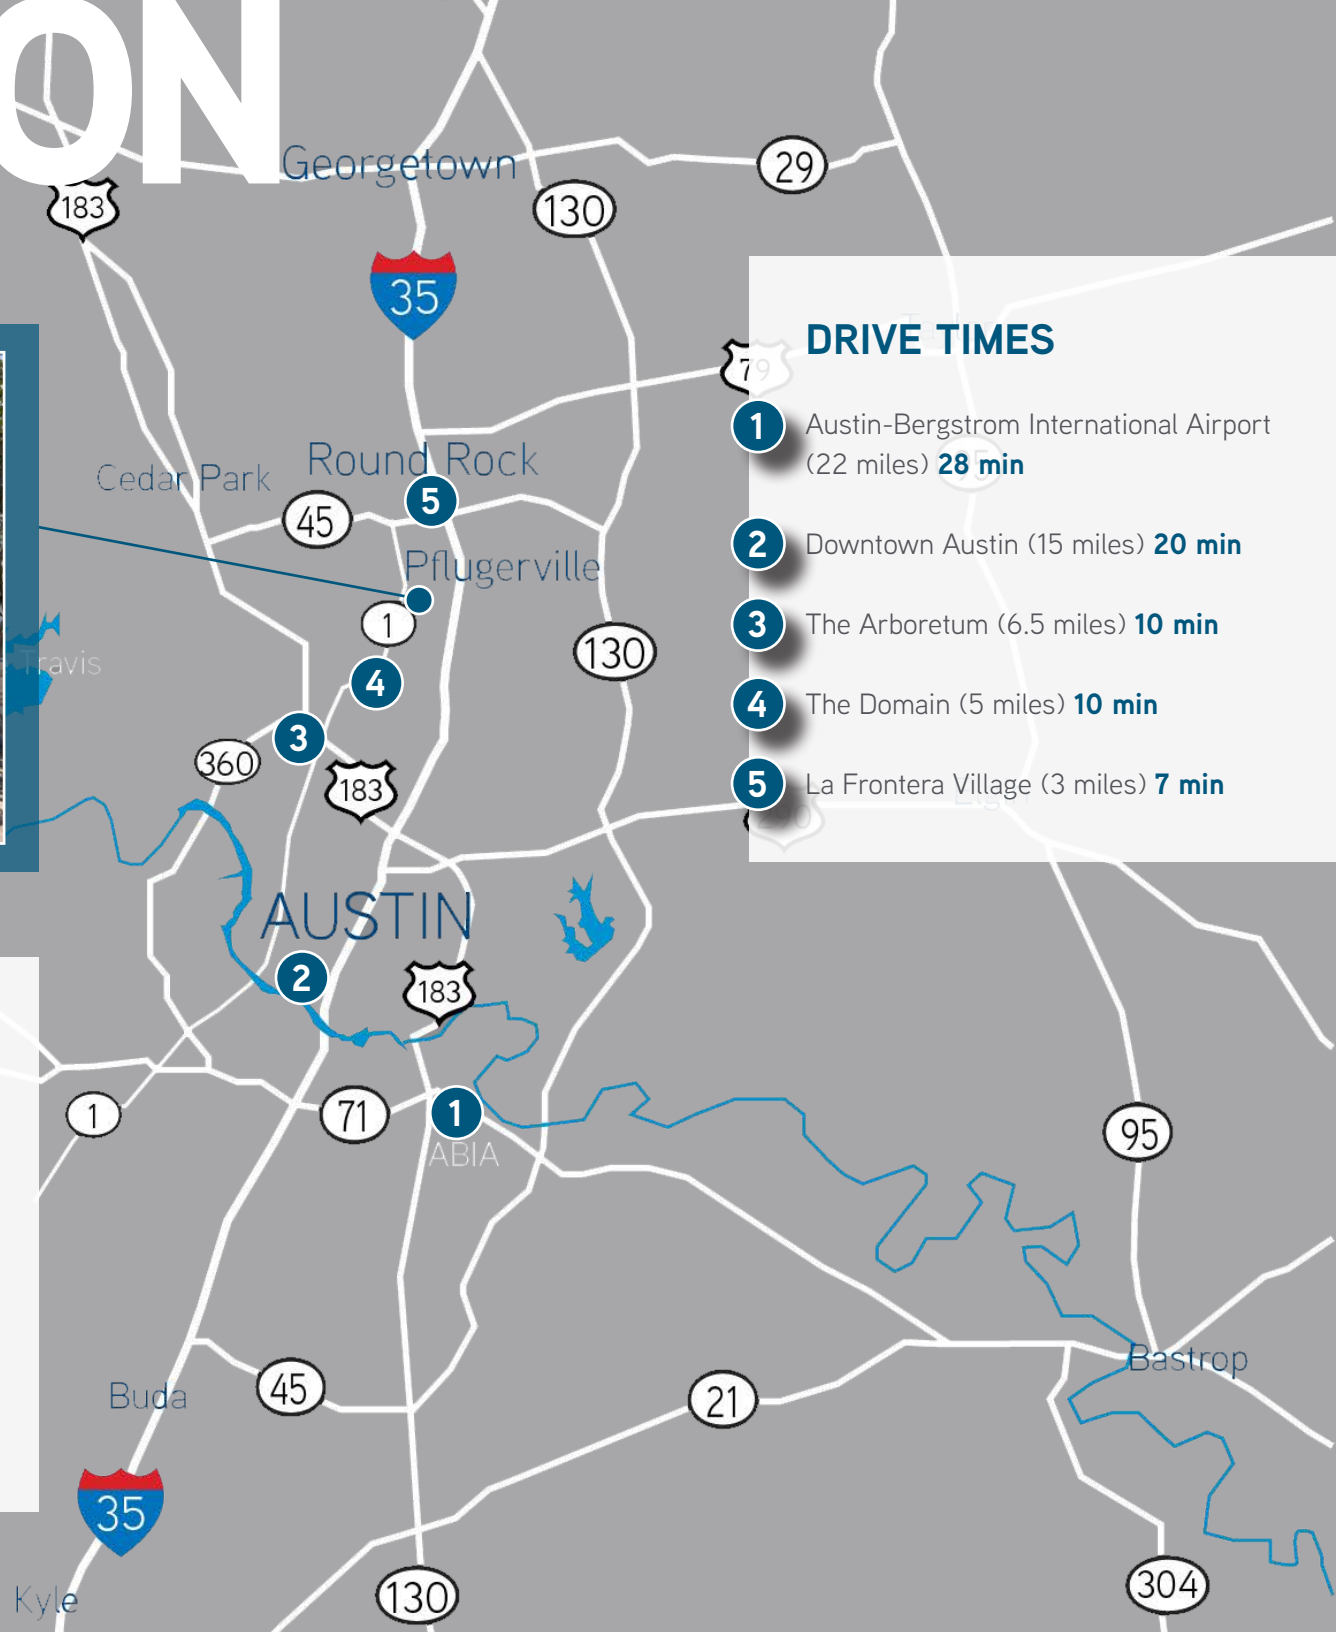 ON
Georgetown
29
183
130
35
DRIVE TIMES
79
1 Austin-Bergstrom International Airport
(22 miles) 28 min
95
Round Rock
Cedar Park
5
45
2 Downtown Austin (15 miles) 20 min
Pflugerville
1
3 The Arboretum (6.5 miles) 10 min
130
Travis
4
4 The Domain (5 miles) 10 min
3
360
183
5 La Frontera Village (3 miles) 7 min
Elgin
290
AUSTIN
2
183
1
71
1
ABIA
95
Bastrop
Buda
45
21
35
Kyle
130
304